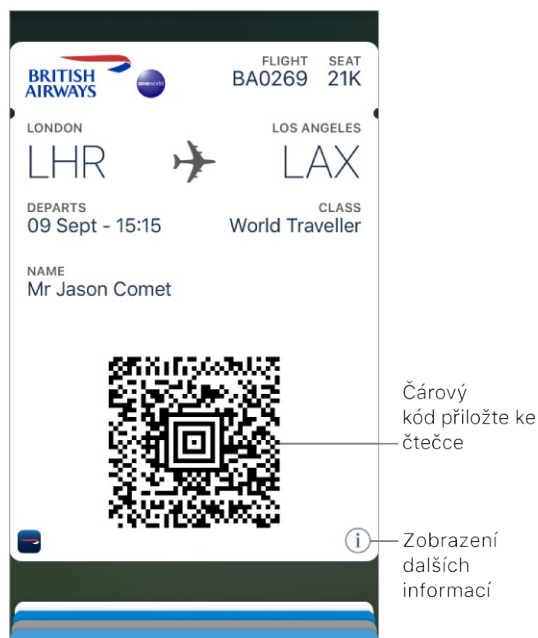 BRITISH
AIRWAYS
oneworld
FLIGHT SEAT
BA0269 21K
LONDON LOS ANGELES
LHR LAX
DEPARTS CLASS
09 Sept - 15:15 World Traveller
NAME
Mr Jason Comet
Čárový
kód přiložte ke
čtečce
Zobrazení
dalších
informací